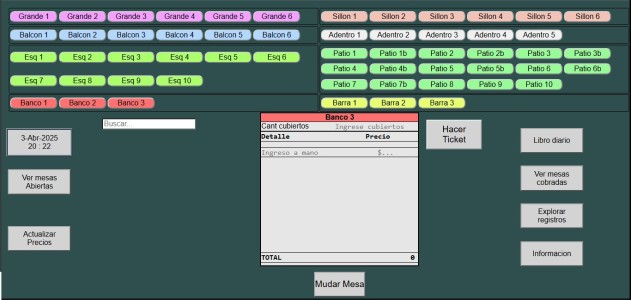 Grande 1 Grande 2 Grande 3 Grande 4 Grande 5 Grande 6
Sillon 1 Sillon 2 Sillon 3 Sillon 4 Sillon 5 Sillon 6
Balcon 1 Balcon 2 Balcon 3 Balcon 4 Balcon 5 Balcon 6
Adentro 1 Adentro 2 Adentro 3 Adentro 4 Adentro 5
Esq 1 Esq 2 Esq 3 Esq 4 Esq 5 Esq 6
Esq 7 Esq 8 Esq 9 Esq 10
Patio 1 Patio 1b Patio 2 Patio 2b Patio 3 Patio 3b
Patio 4 Patio 4b Patio 5 Patio 5b Patio 6 Patio 6b
Patio 7 Patio 7b Patio 8 Patio 9 Patio 10
Banco 1 Banco 2 Banco 3
Barra 1 Barra 2 Barra 3
3-Abr-2025
20 : 22
Ver mesas
Abiertas
Actualizar
Precios
Buscar...
Banco 3
Cant cubiertos Ingrese cubiertos
Detalle Precio
Ingreso a mano $...
TOTAL 0
Mudar Mesa
Hacer
Ticket
Libro diario
Ver mesas
cobradas
Explorar
registros
Informacion